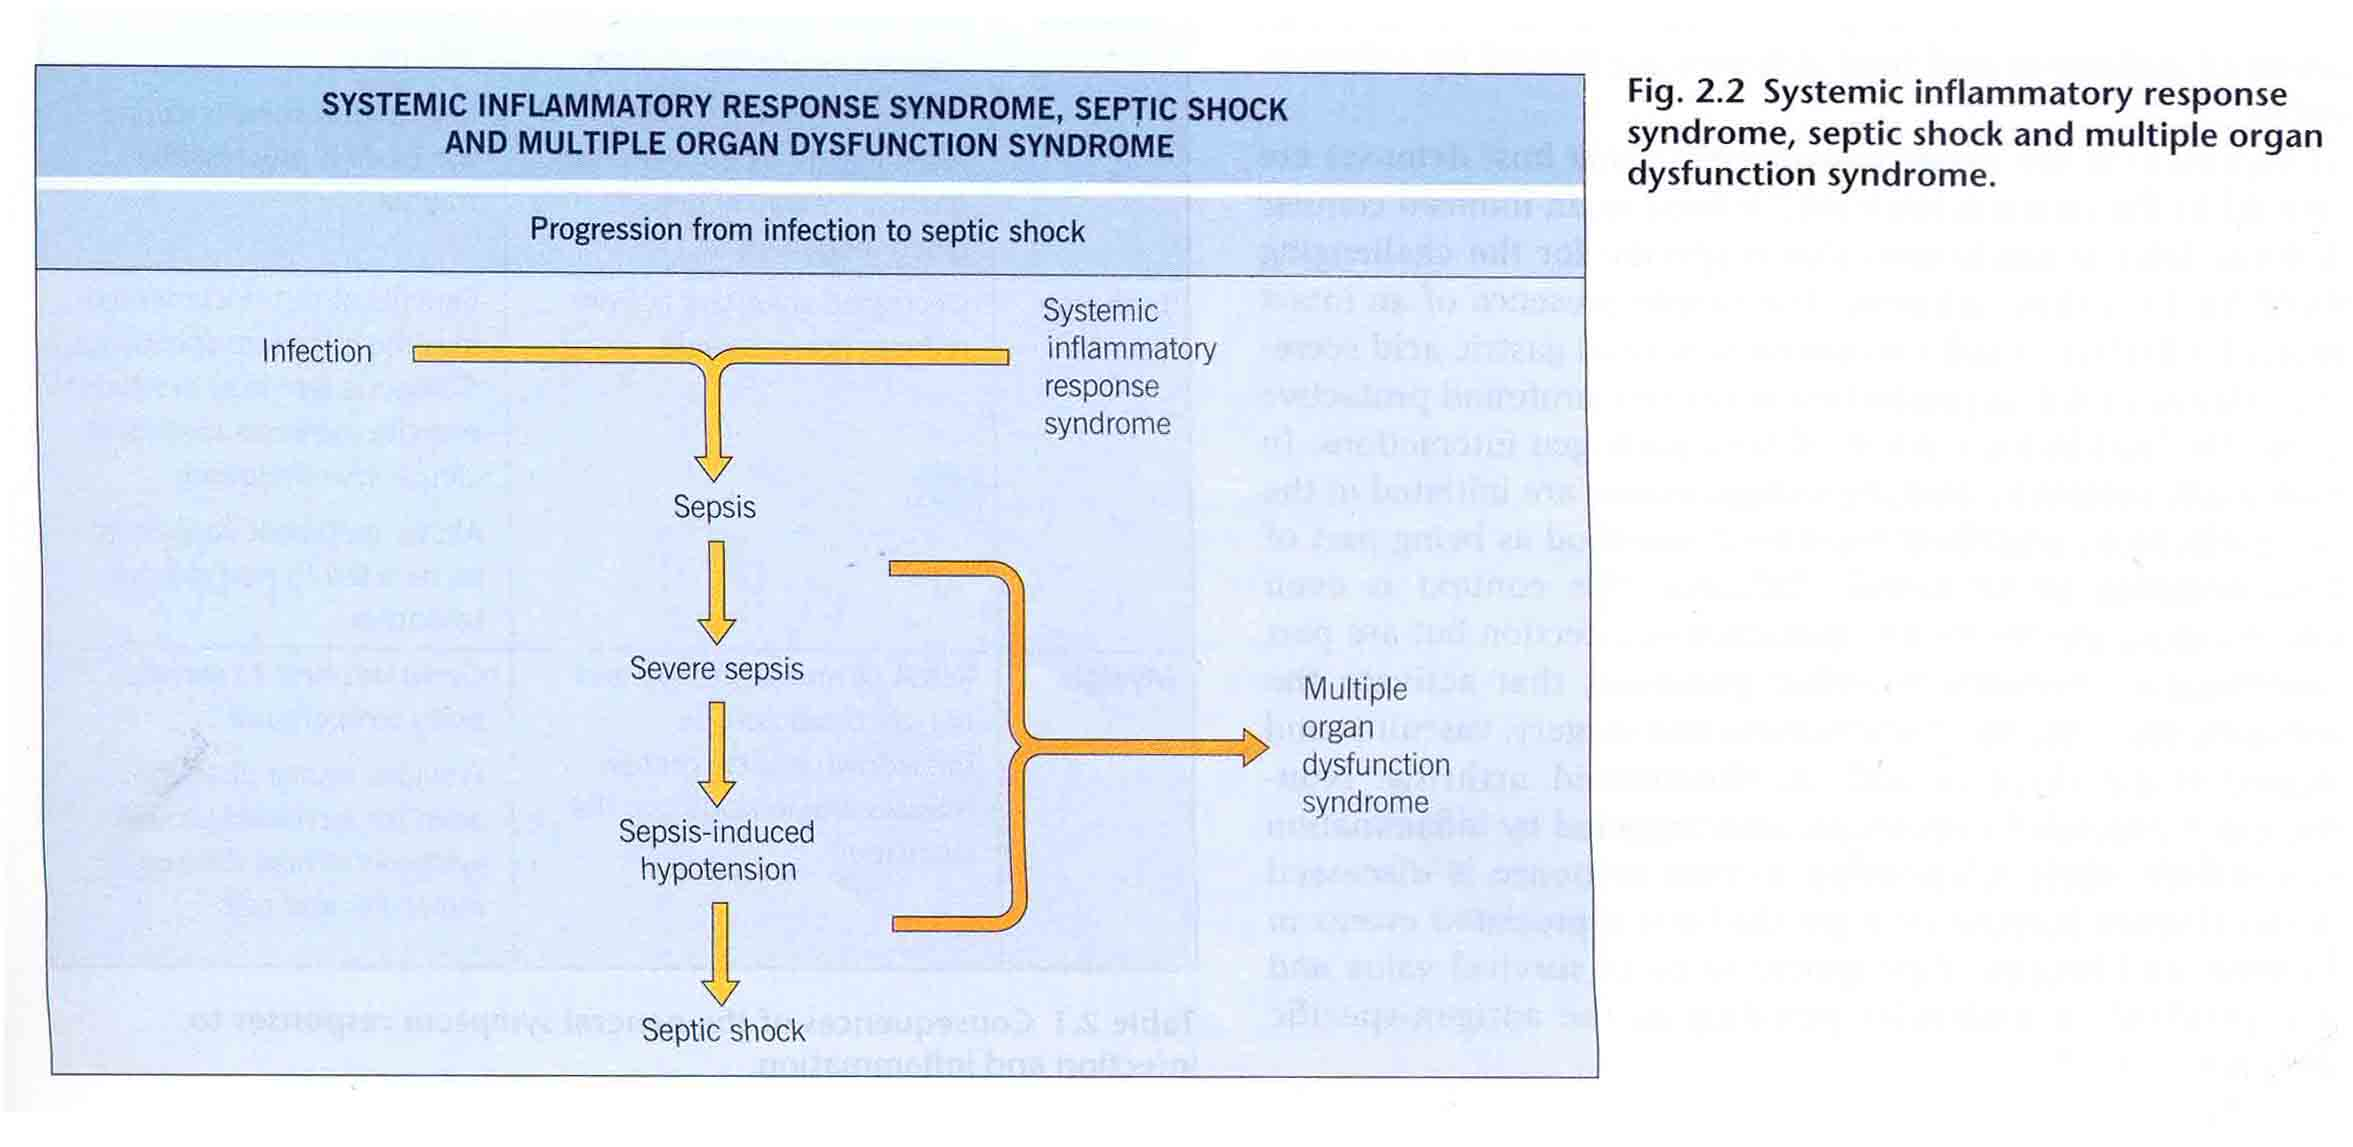 SYSTEMIC INFLAMMATORY RESPONSE SYNDROME, SEPTIC SHOCK
AND MULTIPLE ORGAN DYSFUNCTION SYNDROME
Progression from infection to septic shock
Infection
Systemic
inflammatory
response
syndrome
Sepsis
Severe sepsis
Sepsis-induced
hypotension
Septic shock
Multiple
organ
dysfunction
syndrome
Fig. 2.2 Systemic inflammatory response
syndrome, septic shock and multiple organ
dysfunction syndrome.